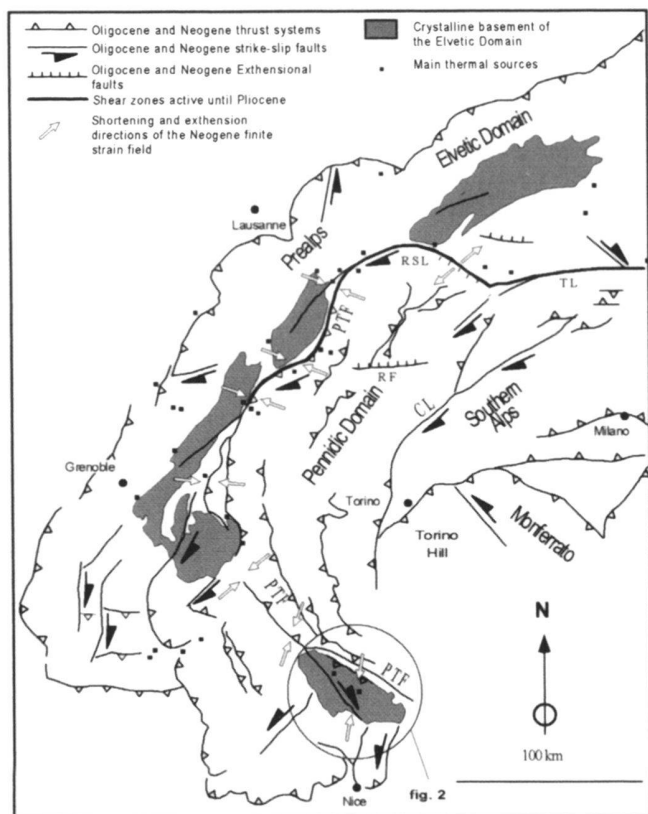 Oligocene and Neogene thrust systems
Oligocene and Neogene strike-slip faults
Oligocene and Neogene Exthensional
faults
Shear zones active until Pliocene
Shortening and exthension
directions of the Neogene finite
strain field
Crystalline basement of
the Elvetic Domain
Main thermal sources
Elvetic Domain
Lausanne
Prealps
RSL
TL
PTF
RF
Pennidic Domain
CL
Southern
Alps
Milano
Grenoble
Torino
Torino
Hill
Monferrato
PTF
PTF
N
100 km
fig. 2
Nice